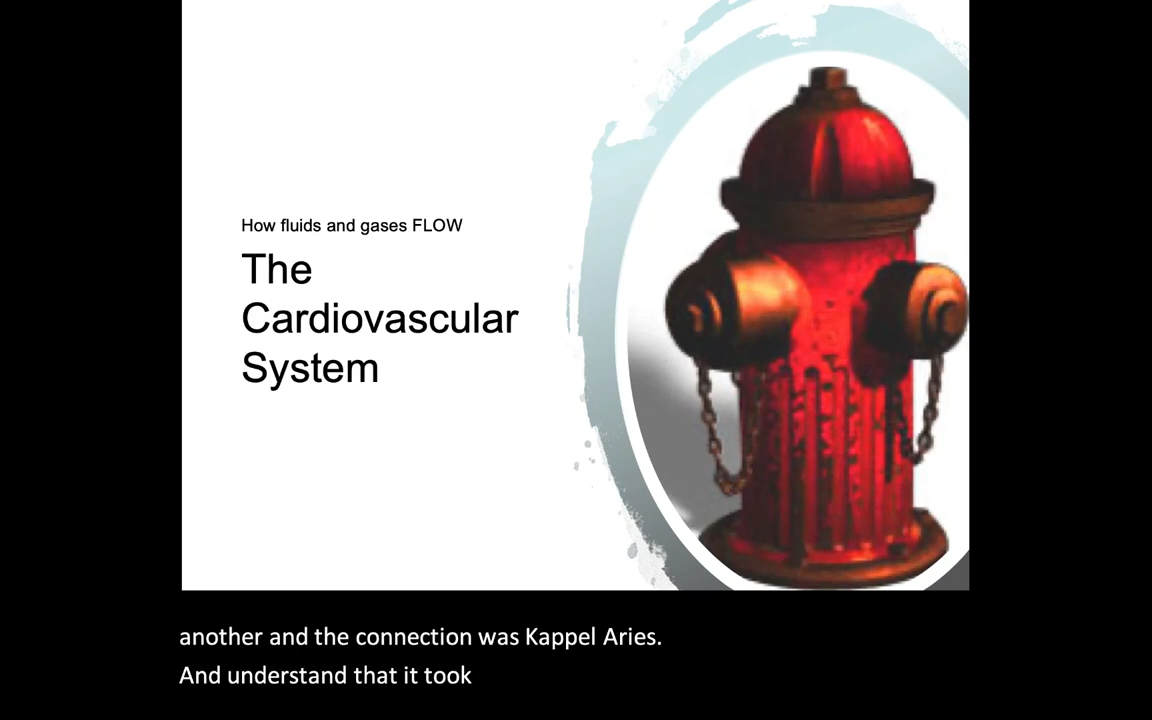 How fluids and gases FLOW
The
Cardiovascular
System
another and the connection was Kappel Aries.
And understand that it took